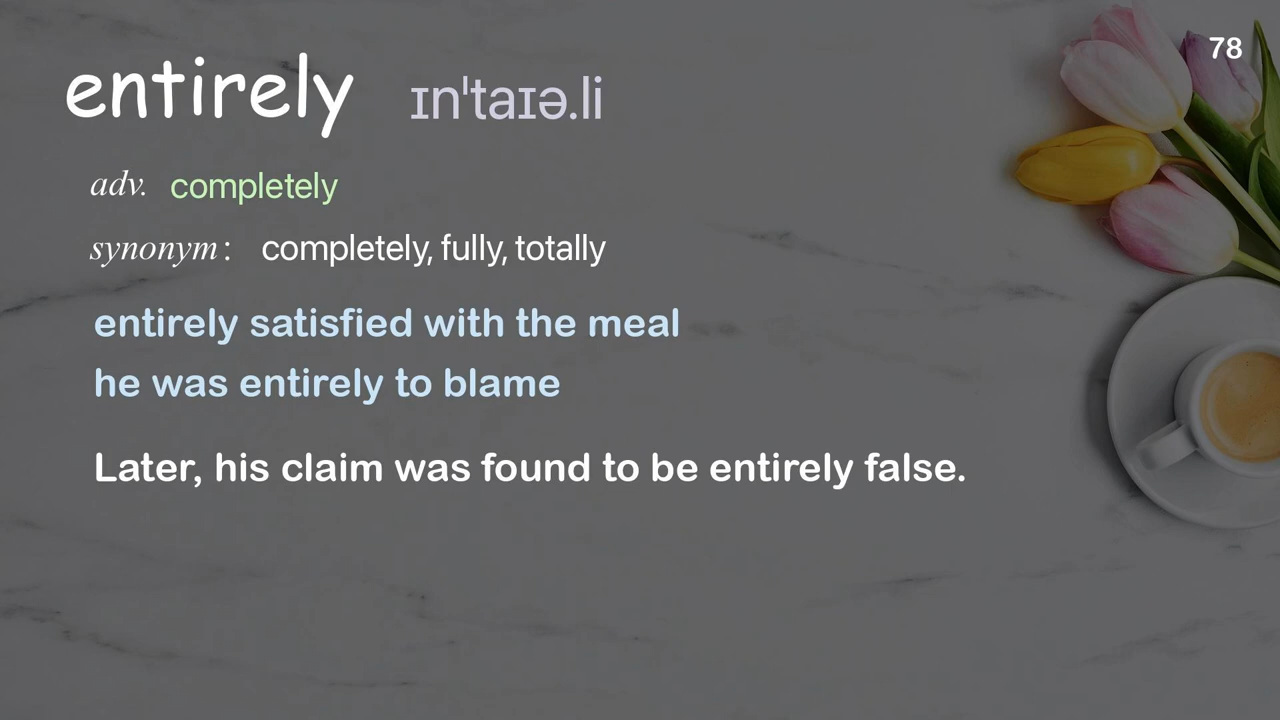 78
entirely ɪnˈtaɪə.li
adv. completely
synonym: completely, fully, totally
entirely satisfied with the meal
he was entirely to blame
Later, his claim was found to be entirely false.